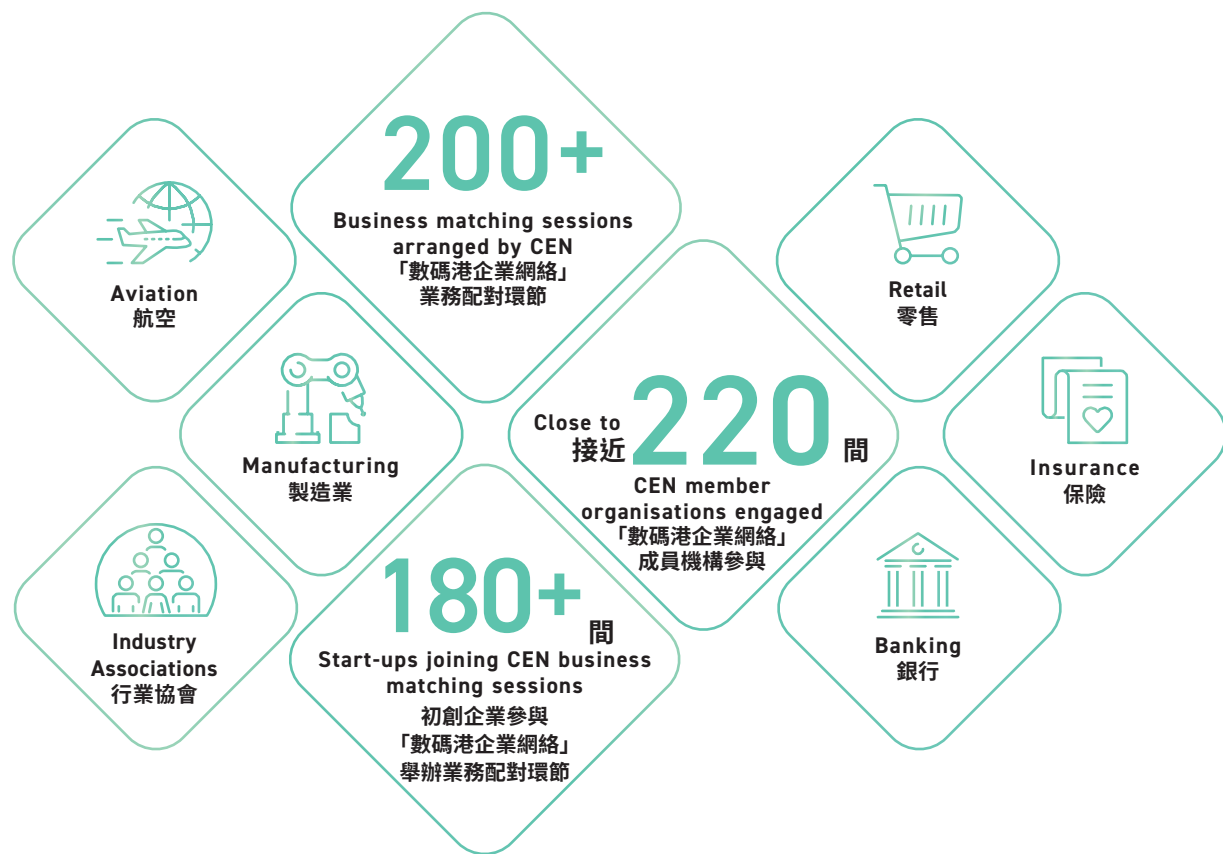 200+
Business matching sessions
arranged by CEN
「數碼港企業網絡」
業務配對環節
Aviation
航空
Retail
零售
Manufacturing
製造業
Close to
接近
220
間
CEN member
organisations engaged
「數碼港企業網絡」
成員機構參與
Insurance
保險
Industry
Associations
行業協會
180+
間
Start-ups joining CEN business
matching sessions
初創企業參與
「數碼港企業網絡」
舉辦業務配對環節
Banking
銀行